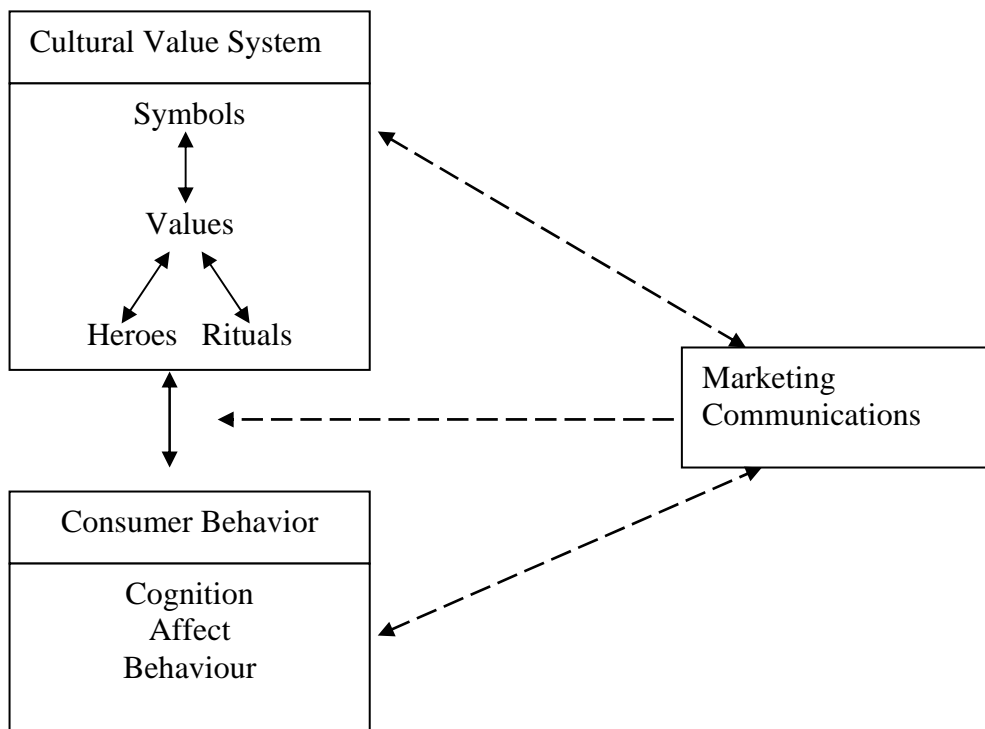 Cultural Value System
Symbols
Values
Heroes Rituals
Marketing
Communications
Consumer Behavior
Cognition
Affect
Behaviour